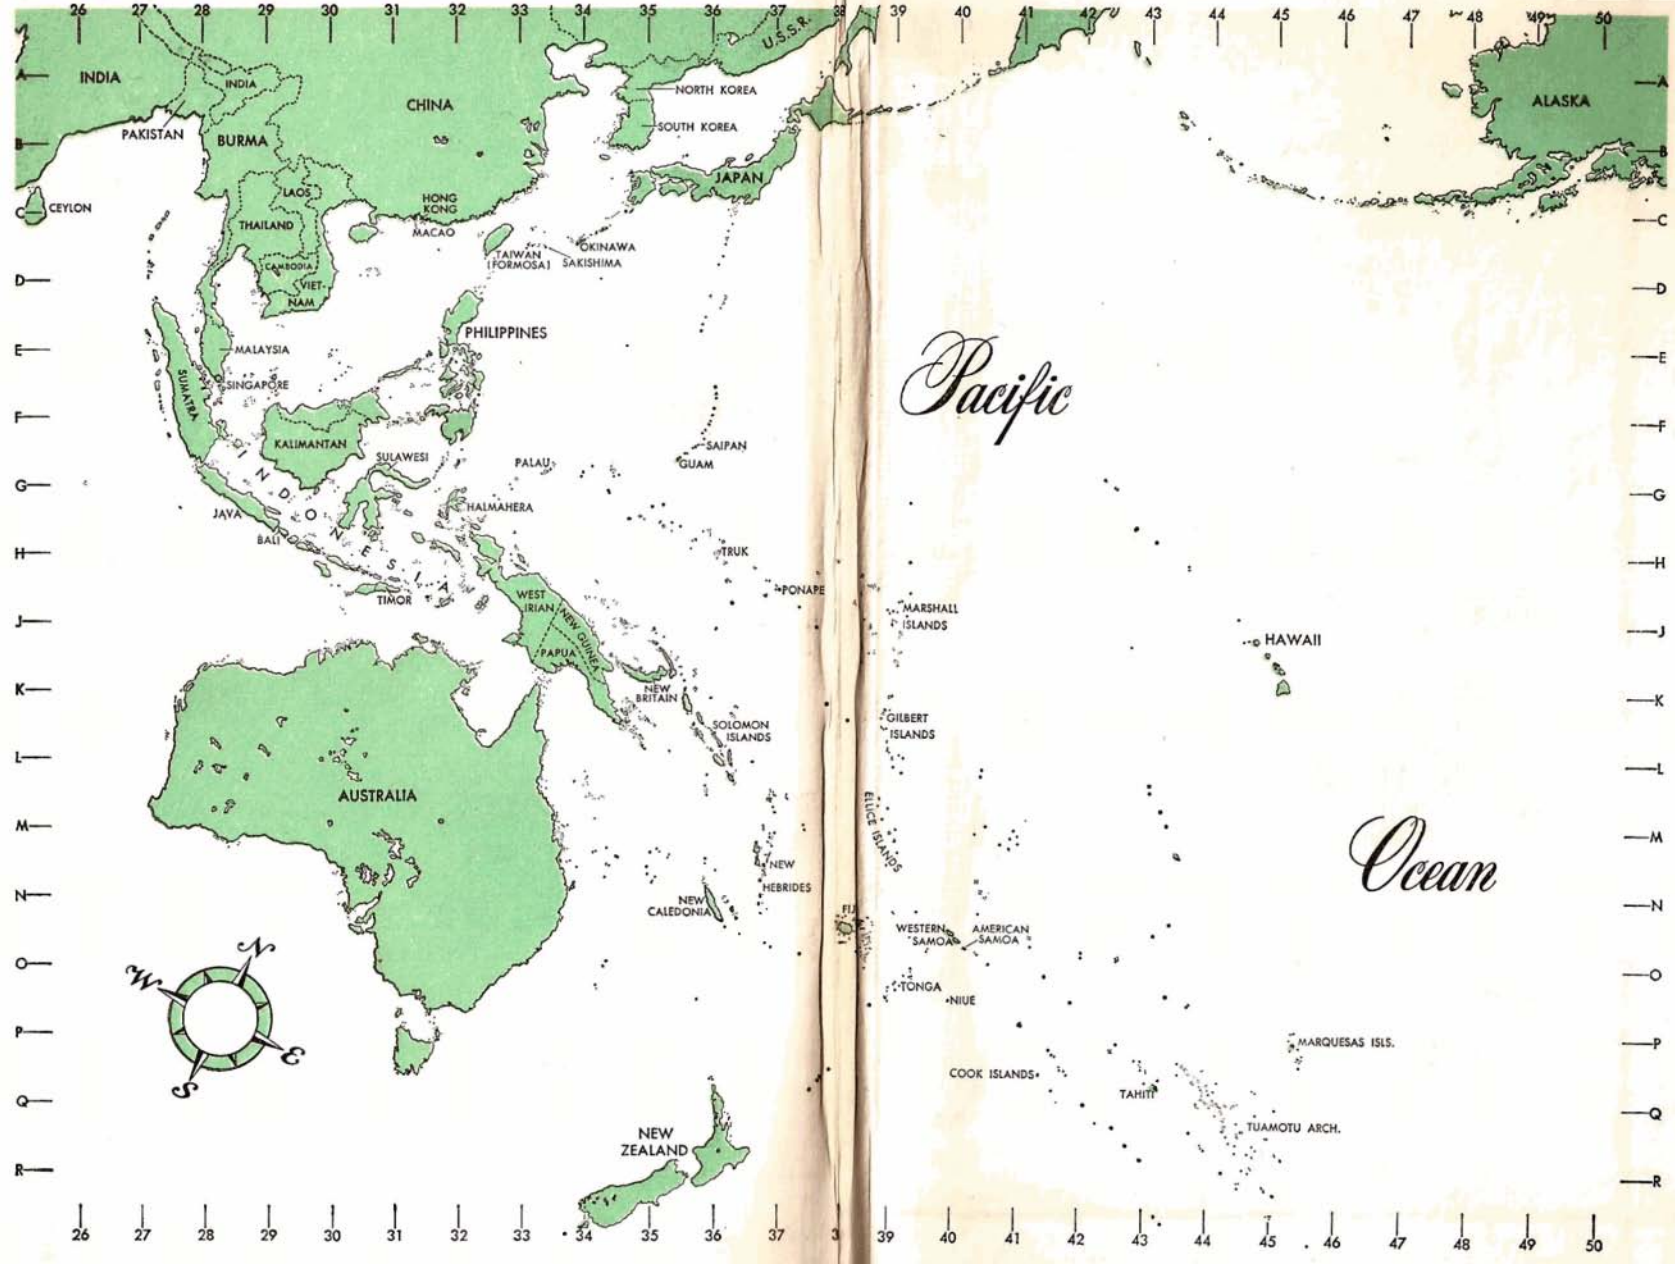 26 27 28 29 30 31 32 33 34 35 36 37 38 39 40 41 42 43 44 45 46 47 48 49 50
U.S.S.R.
A
INDIA
INDIA
CHINA
NORTH KOREA
ALASKA
A
PAKISTAN
BURMA
SOUTH KOREA
B
B
JAPAN
LAOS
HONG
KONG
MACAO
C
CEYLON
THAILAND
C
TAIWAN
(FORMOSA)
OKINAWA
SAKISHIMA
CAMBODIA
VIET-
NAM
D
D
PHILIPPINES
E
MALAYSIA
E
SUMATRA
SINGAPORE
Pacific
F
KALIMANTAN
F
SULAWESI
PALAU
SAIPAN
GUAM
G
G
INDONESIA
JAVA
HALMAHERA
BALI
H
TRUK
H
TIMOR
WEST
IRIAN
NEW GUINEA
PAPUA
PONAPE
MARSHALL
ISLANDS
J
J
HAWAII
K
NEW
BRITAIN
K
SOLOMON
ISLANDS
GILBERT
ISLANDS
L
L
AUSTRALIA
ELLICE ISLANDS
M
M
Ocean
NEW
HEBRIDES
N
NEW
CALEDONIA
N
FIJI
WESTERN
SAMOA
AMERICAN
SAMOA
N
W
E
S
O
O
TONGA
NIUE
P
P
MARQUESAS ISLS.
COOK ISLANDS
TAHITI
Q
Q
TUAMOTU ARCH.
NEW
ZEALAND
R
R
26 27 28 29 30 31 32 33 34 35 36 37 3 39 40 41 42 43 44 45 46 47 48 49 50